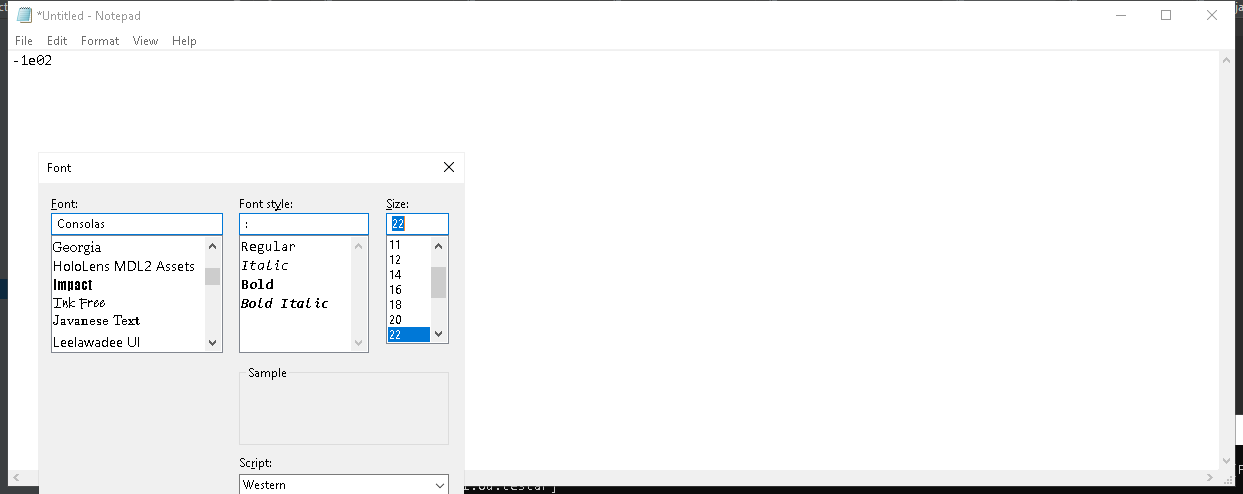 *Untitled - Notepad
File Edit Format View Help
-1e02
Font
Font: Font style: Size:
Consolas : 22
Georgia Regular 11
HoloLens MDL2 Assets Italic 12
Impact Bold 14
Ink Free Bold Italic 16
Javanese Text 18
Leelawadee UI 20
22
Sample
Script:
Western